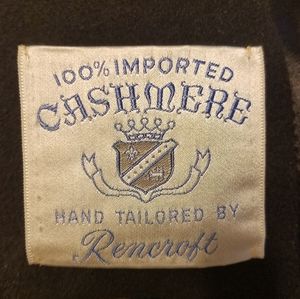 100% IMPORTED
CASHMERE
HAND TAILORED BY
Rencroft